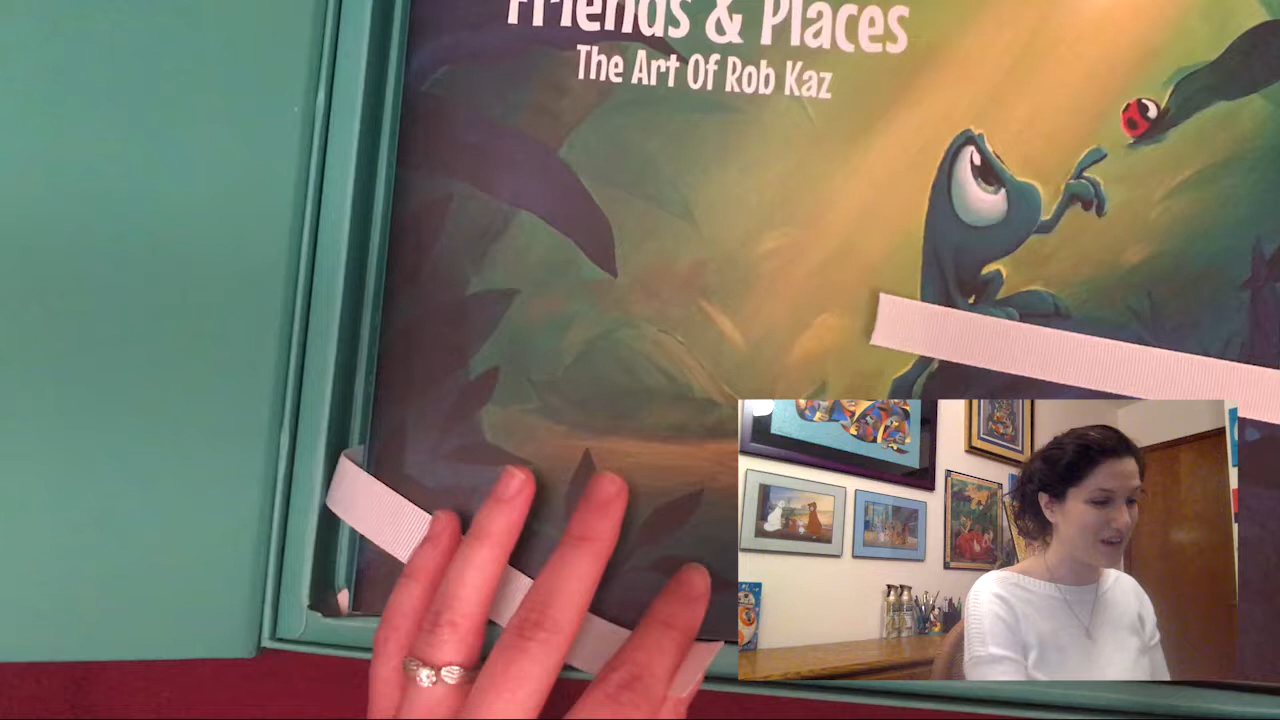 Friends & Places
The Art Of Rob Kaz